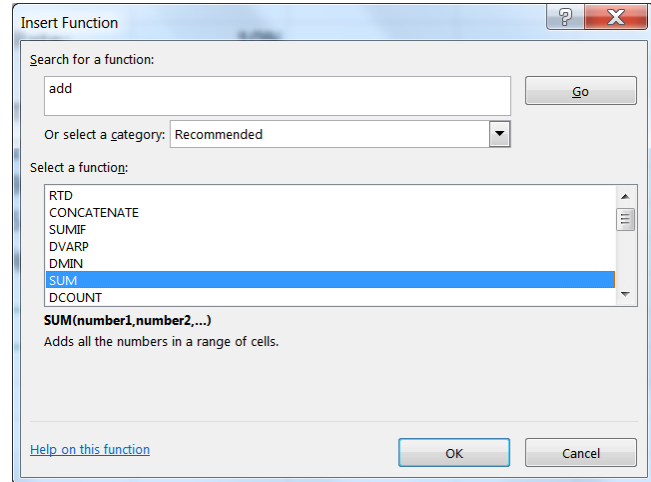 Insert Function
Search for a function:
add
Go
Or select a category: Recommended
Select a function:
RTD
CONCATENATE
SUMIF
DVARP
DMIN
SUM
DCOUNT
SUM(number1,number2,...)
Adds all the numbers in a range of cells.
Help on this function
OK
Cancel